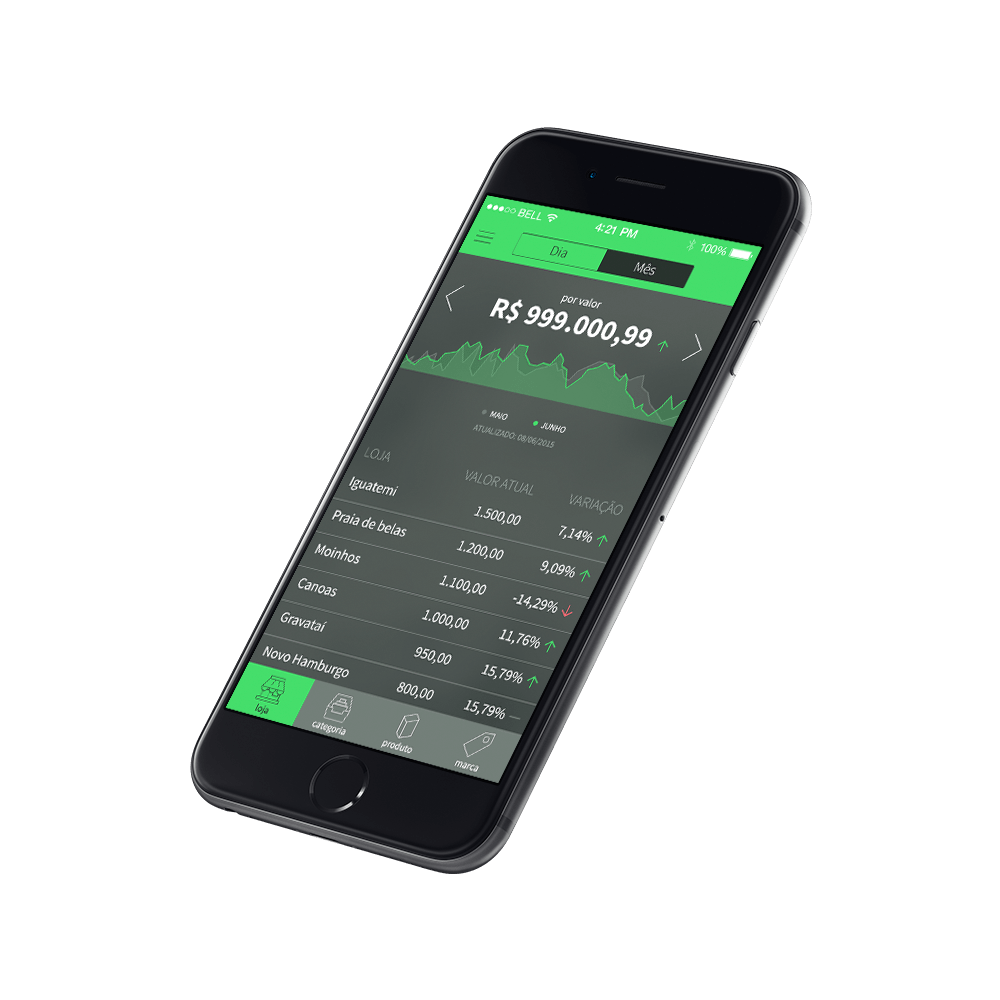 BELL 4:21 PM 100%
Dia Mês
por valor
R$ 999.000,99
MAIO JUNHO
ATUALIZADO: 08/06/2015
LOJA VALOR ATUAL VARIAÇÃO
Iguatemi 1.500,00 7,14%
Praia de belas 1.200,00 9,09%
Moinhos 1.100,00 -14,29%
Canoas 1.000,00 11,76%
Gravataí 950,00 15,79%
Novo Hamburgo 800,00 15,79%
loja categoria produto marca